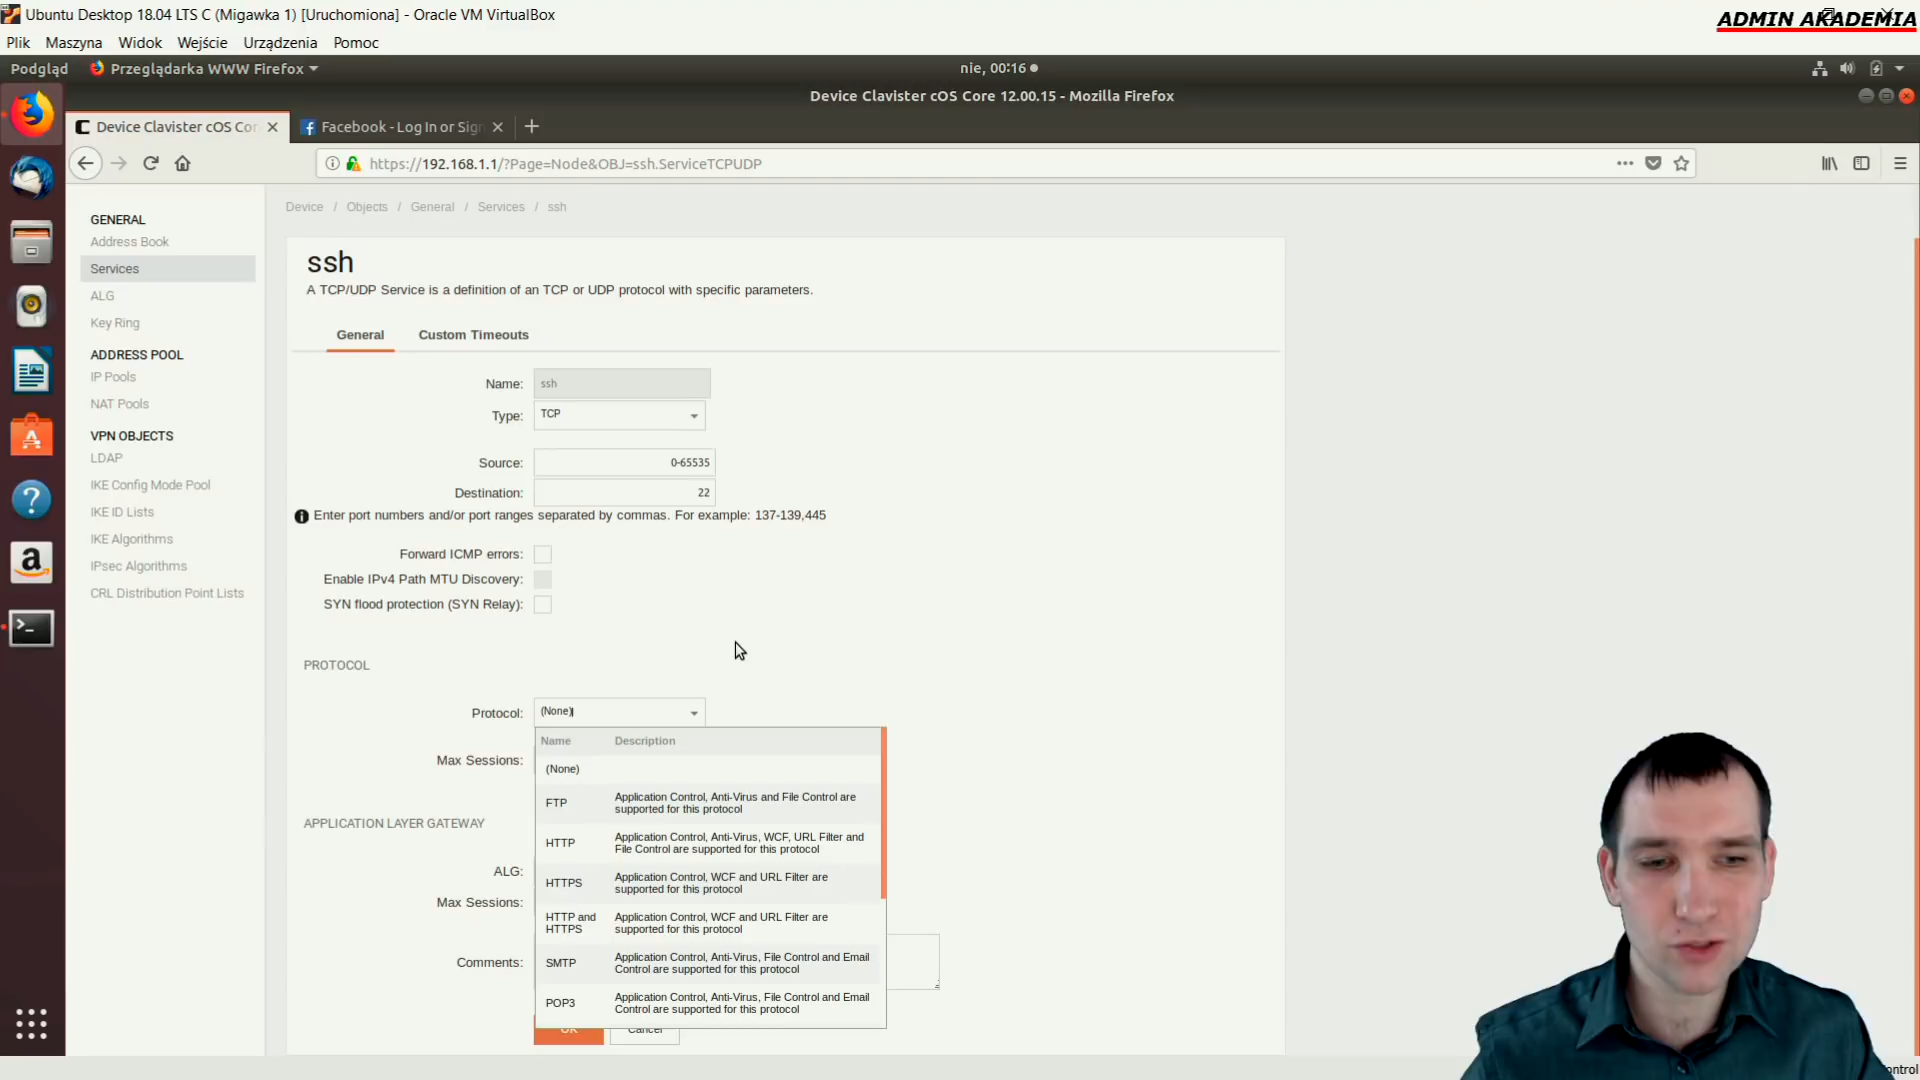 Ubuntu Desktop 18.04 LTS C (Migawka 1) [Uruchomiona] - Oracle VM VirtualBox
ADMIN AKADEMIA
Plik Maszyna Widok Wejście Urządzenia Pomoc
Podgląd Przeglądarka WWW Firefox nie, 00:16
Device Clavister cOS Core 12.00.15 - Mozilla Firefox
Device Clavister cOS Cor Facebook - Log In or Sig
https://192.168.1.1/?Page=Node&OBJ=ssh.ServiceTCPUDP
GENERAL
Address Book
Services
ALG
Key Ring
ADDRESS POOL
IP Pools
NAT Pools
VPN OBJECTS
LDAP
IKE Config Mode Pool
IKE ID Lists
IKE Algorithms
IPsec Algorithms
CRL Distribution Point Lists
Device / Objects / General / Services / ssh
ssh
A TCP/UDP Service is a definition of an TCP or UDP protocol with specific parameters.
General Custom Timeouts
Name: ssh
Type: TCP
Source: 0-65535
Destination: 22
Enter port numbers and/or port ranges separated by commas. For example: 137-139,445
Forward ICMP errors:
Enable IPv4 Path MTU Discovery:
SYN flood protection (SYN Relay):
PROTOCOL
Protocol: (None)
Name Description
Max Sessions:
(None)
FTP Application Control, Anti-Virus and File Control are
supported for this protocol
APPLICATION LAYER GATEWAY
HTTP Application Control, Anti-Virus, WCF, URL Filter and
File Control are supported for this protocol
ALG:
HTTPS Application Control, WCF and URL Filter are
supported for this protocol
Max Sessions:
HTTP and Application Control, WCF and URL Filter are
HTTPS supported for this protocol
Comments:
SMTP Application Control, Anti-Virus, File Control and Email
Control are supported for this protocol
POP3 Application Control, Anti-Virus, File Control and Email
Control are supported for this protocol
OK Cancel
ontrol